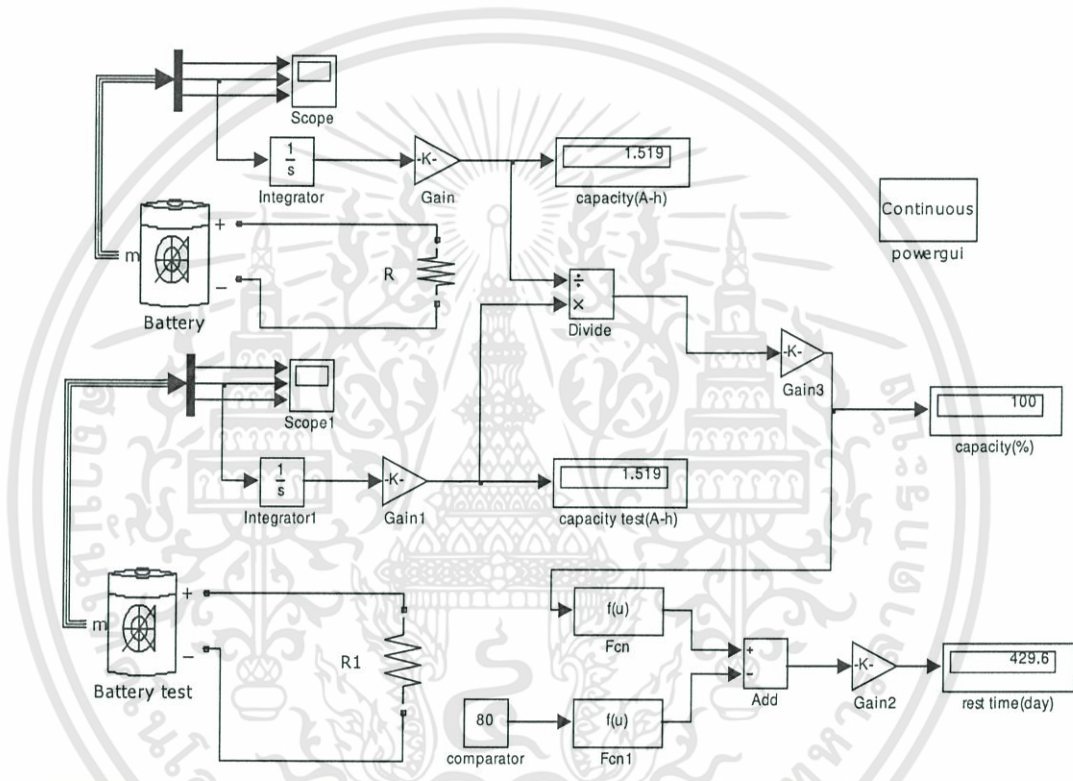 Scope
1
s
Integrator
-K-
Gain
1.519
capacity(A-h)
Continuous
powergui
m
+
_
Battery
R
÷
×
Divide
-K-
Gain3
Scope1
1
s
Integrator1
-K-
Gain1
1.519
capacity test(A-h)
100
capacity(%)
m
+
_
Battery test
R1
f(u)
Fcn
80
comparator
f(u)
Fcn1
+
−
Add
-K-
Gain2
429.6
rest time(day)